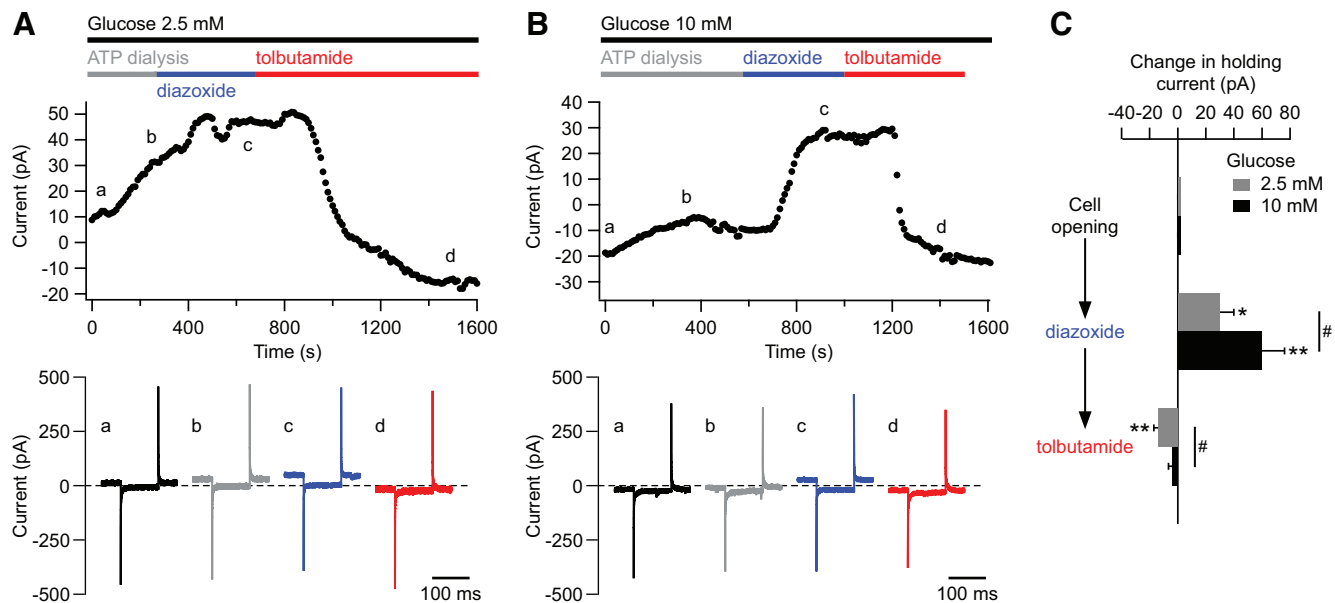 A
Glucose 2.5 mM
ATP dialysis
tolbutamide
diazoxide
50
40
30
20
10
0
-10
-20
Current (pA)
a
b
c
d
0
400
800
1200
1600
Time (s)
500
250
0
-250
-500
Current (pA)
a
b
c
d
100 ms
B
Glucose 10 mM
ATP dialysis
diazoxide
tolbutamide
40
30
20
10
0
-10
-20
-30
Current (pA)
a
b
c
d
0
400
800
1200
1600
Time (s)
500
250
0
-250
-500
Current (pA)
a
b
c
d
100 ms
C
Change in holding
current (pA)
-40
0
20
40
60
80
Glucose
2.5 mM
10 mM
Cell
opening
diazoxide
tolbutamide
*
**
#
**
#